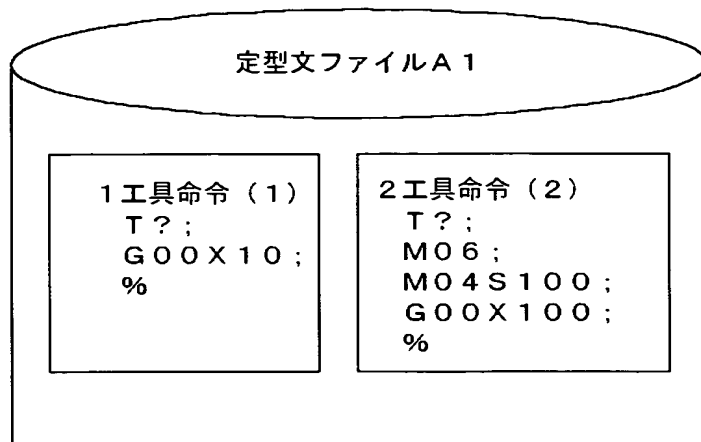 定型文ファイルA1
1工具命令（1）
T?;
G00X10;
%
2工具命令（2）
T?;
M06;
M04S100;
G00X100;
%